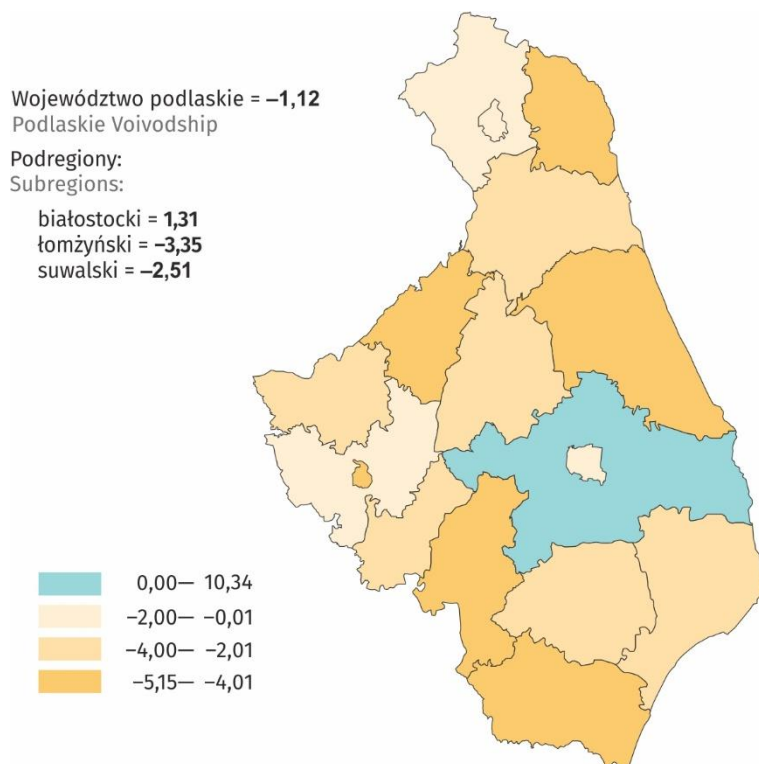 Województwo podlaskie = –1,12
Podlaskie Voivodship
Podregiony:
Subregions:
białostocki = 1,31
łomżyński = –3,35
suwalski = –2,51
0,00— 10,34
–2,00— –0,01
–4,00— –2,01
–5,15— –4,01